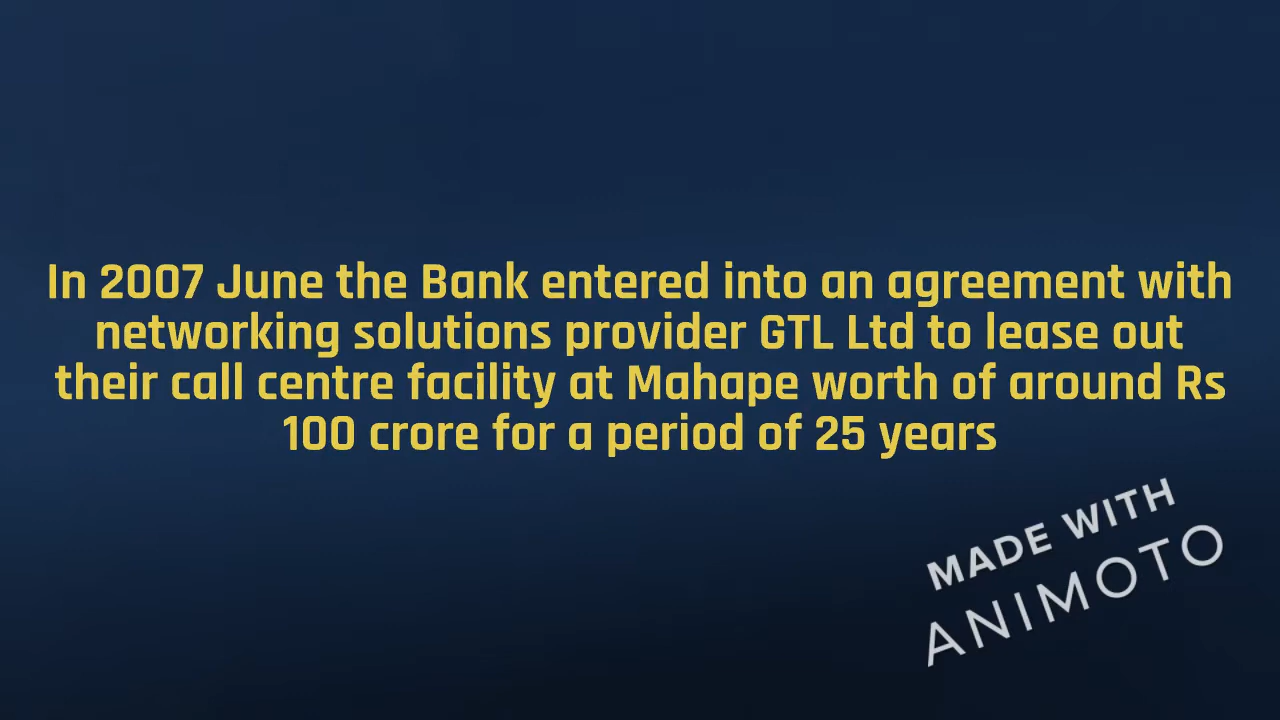 In 2007 June the Bank entered into an agreement with
networking solutions provider GTL Ltd to lease out
their call centre facility at Mahape worth of around Rs
100 crore for a period of 25 years
MADE WITH
ANIMOTO